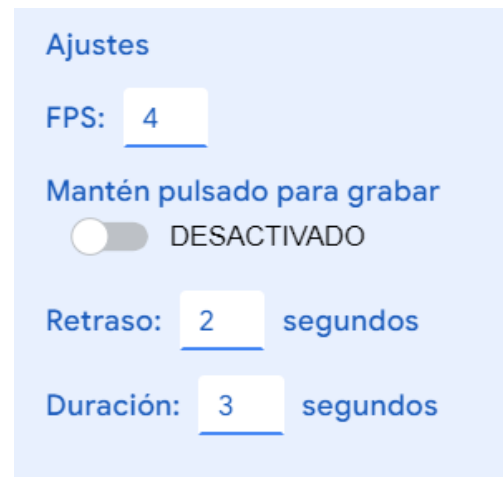 Ajustes
FPS: 4
Mantén pulsado para grabar
DESACTIVADO
Retraso: 2 segundos
Duración: 3 segundos